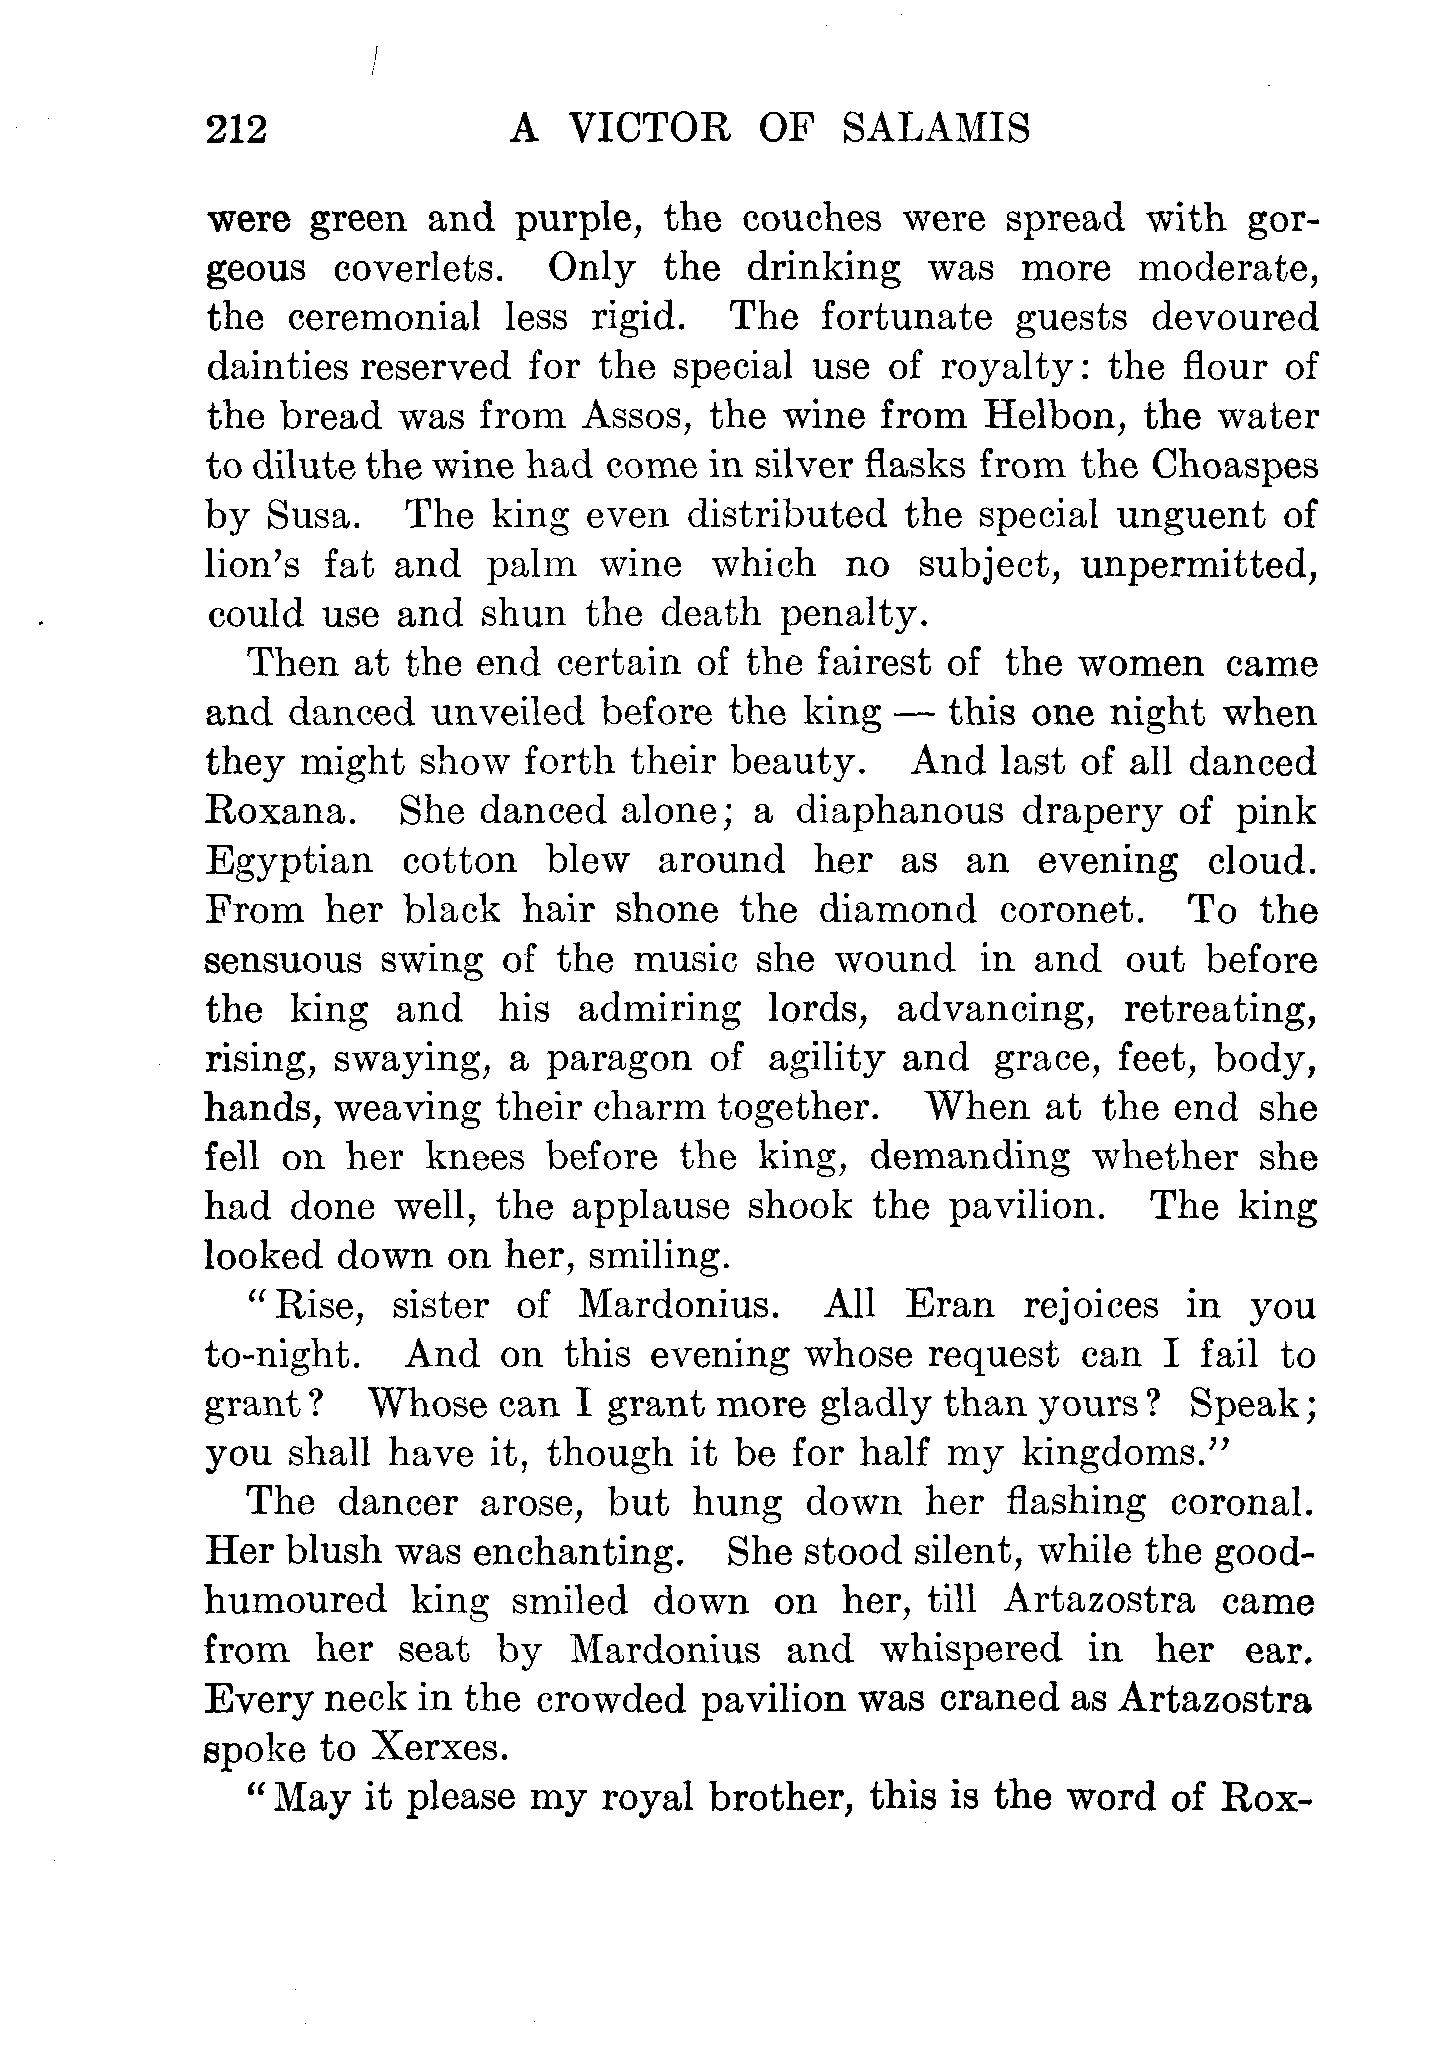 212 A VICTOR OF SALAMIS
were green and purple, the couches were spread with gor-
geous coverlets. Only the drinking was more moderate,
the ceremonial less rigid. The fortunate guests devoured
dainties reserved for the special use of royalty: the flour of
the bread was from Assos, the wine from Helbon, the water
to dilute the wine had come in silver flasks from the Choaspes
by Susa. The king even distributed the special unguent of
lion's fat and palm wine which no subject, unpermitted,
could use and shun the death penalty.
Then at the end certain of the fairest of the women came
and danced unveiled before the king — this one night when
they might show forth their beauty. And last of all danced
Roxana. She danced alone; a diaphanous drapery of pink
Egyptian cotton blew around her as an evening cloud.
From her black hair shone the diamond coronet. To the
sensuous swing of the music she wound in and out before
the king and his admiring lords, advancing, retreating,
rising, swaying, a paragon of agility and grace, feet, body,
hands, weaving their charm together. When at the end she
fell on her knees before the king, demanding whether she
had done well, the applause shook the pavilion. The king
looked down on her, smiling.
"Rise, sister of Mardonius. All Eran rejoices in you
to-night. And on this evening whose request can I fail to
grant? Whose can I grant more gladly than yours? Speak;
you shall have it, though it be for half my kingdoms."
The dancer arose, but hung down her flashing coronal.
Her blush was enchanting. She stood silent, while the good-
humoured king smiled down on her, till Artazostra came
from her seat by Mardonius and whispered in her ear.
Every neck in the crowded pavilion was craned as Artazostra
spoke to Xerxes.
"May it please my royal brother, this is the word of Rox-